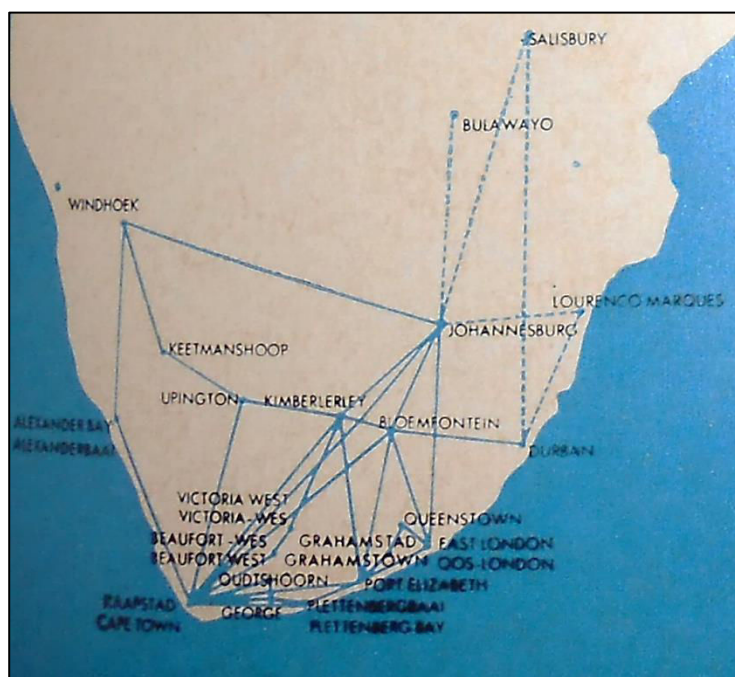 SALISBURY
BULAWAYO
WINDHOEK
LOURENCO MARQUES
JOHANNESBURG
KEETMANSHOOP
UPINGTON
KIMBERLERLEY
BLOEMFONTEIN
ALEXANDER BAY
ALEXANDERBAAI
DURBAN
VICTORIA WEST
VICTORIA-WES
QUEENSTOWN
BEAUFORT-WES
GRAHAMSTAD
EAST LONDON
BEAUFORT WEST
GRAHAMSTOWN
OOS-LONDON
OUDTSHOORN
PORT ELIZABETH
KAAPSTAD
CAPE TOWN
GEORGE
PLETTENBERGBAAI
PLETTENBERG BAY